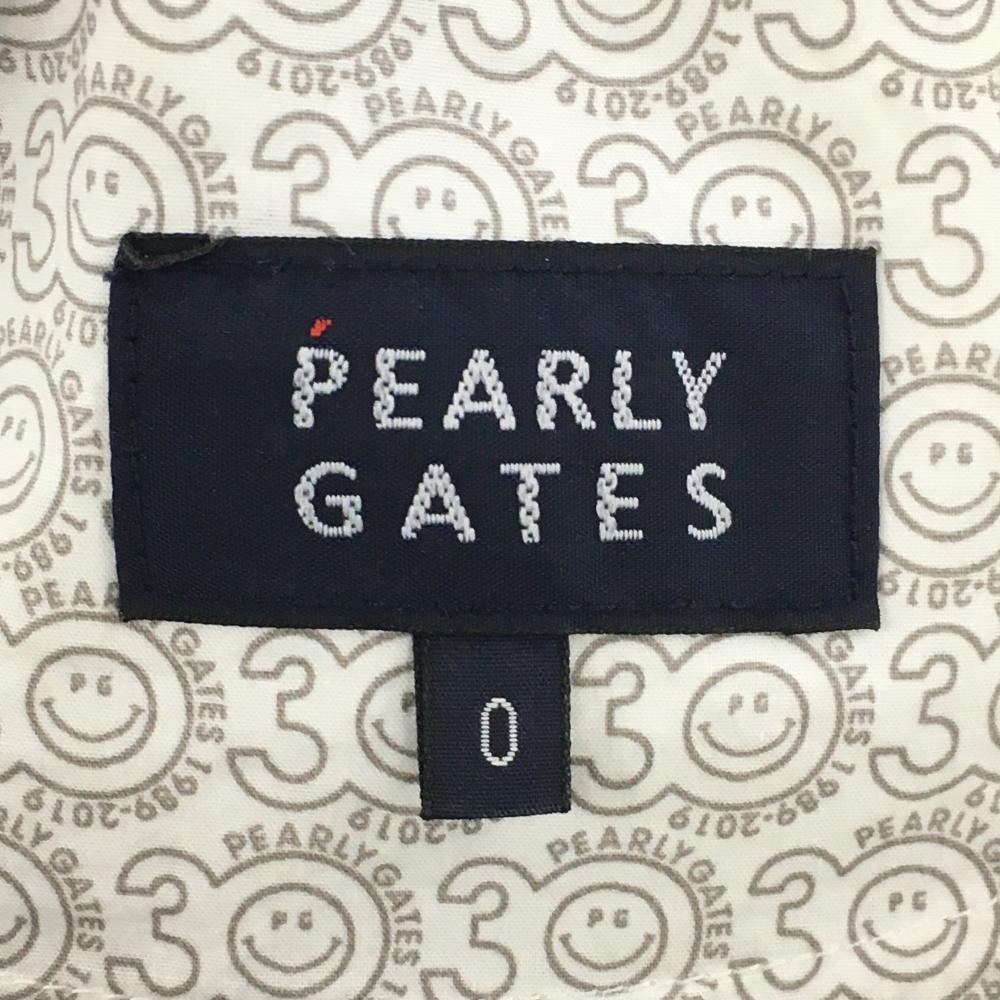 PEARLY
GATES
0
PEARLY GATES 1989-2019
30
PG